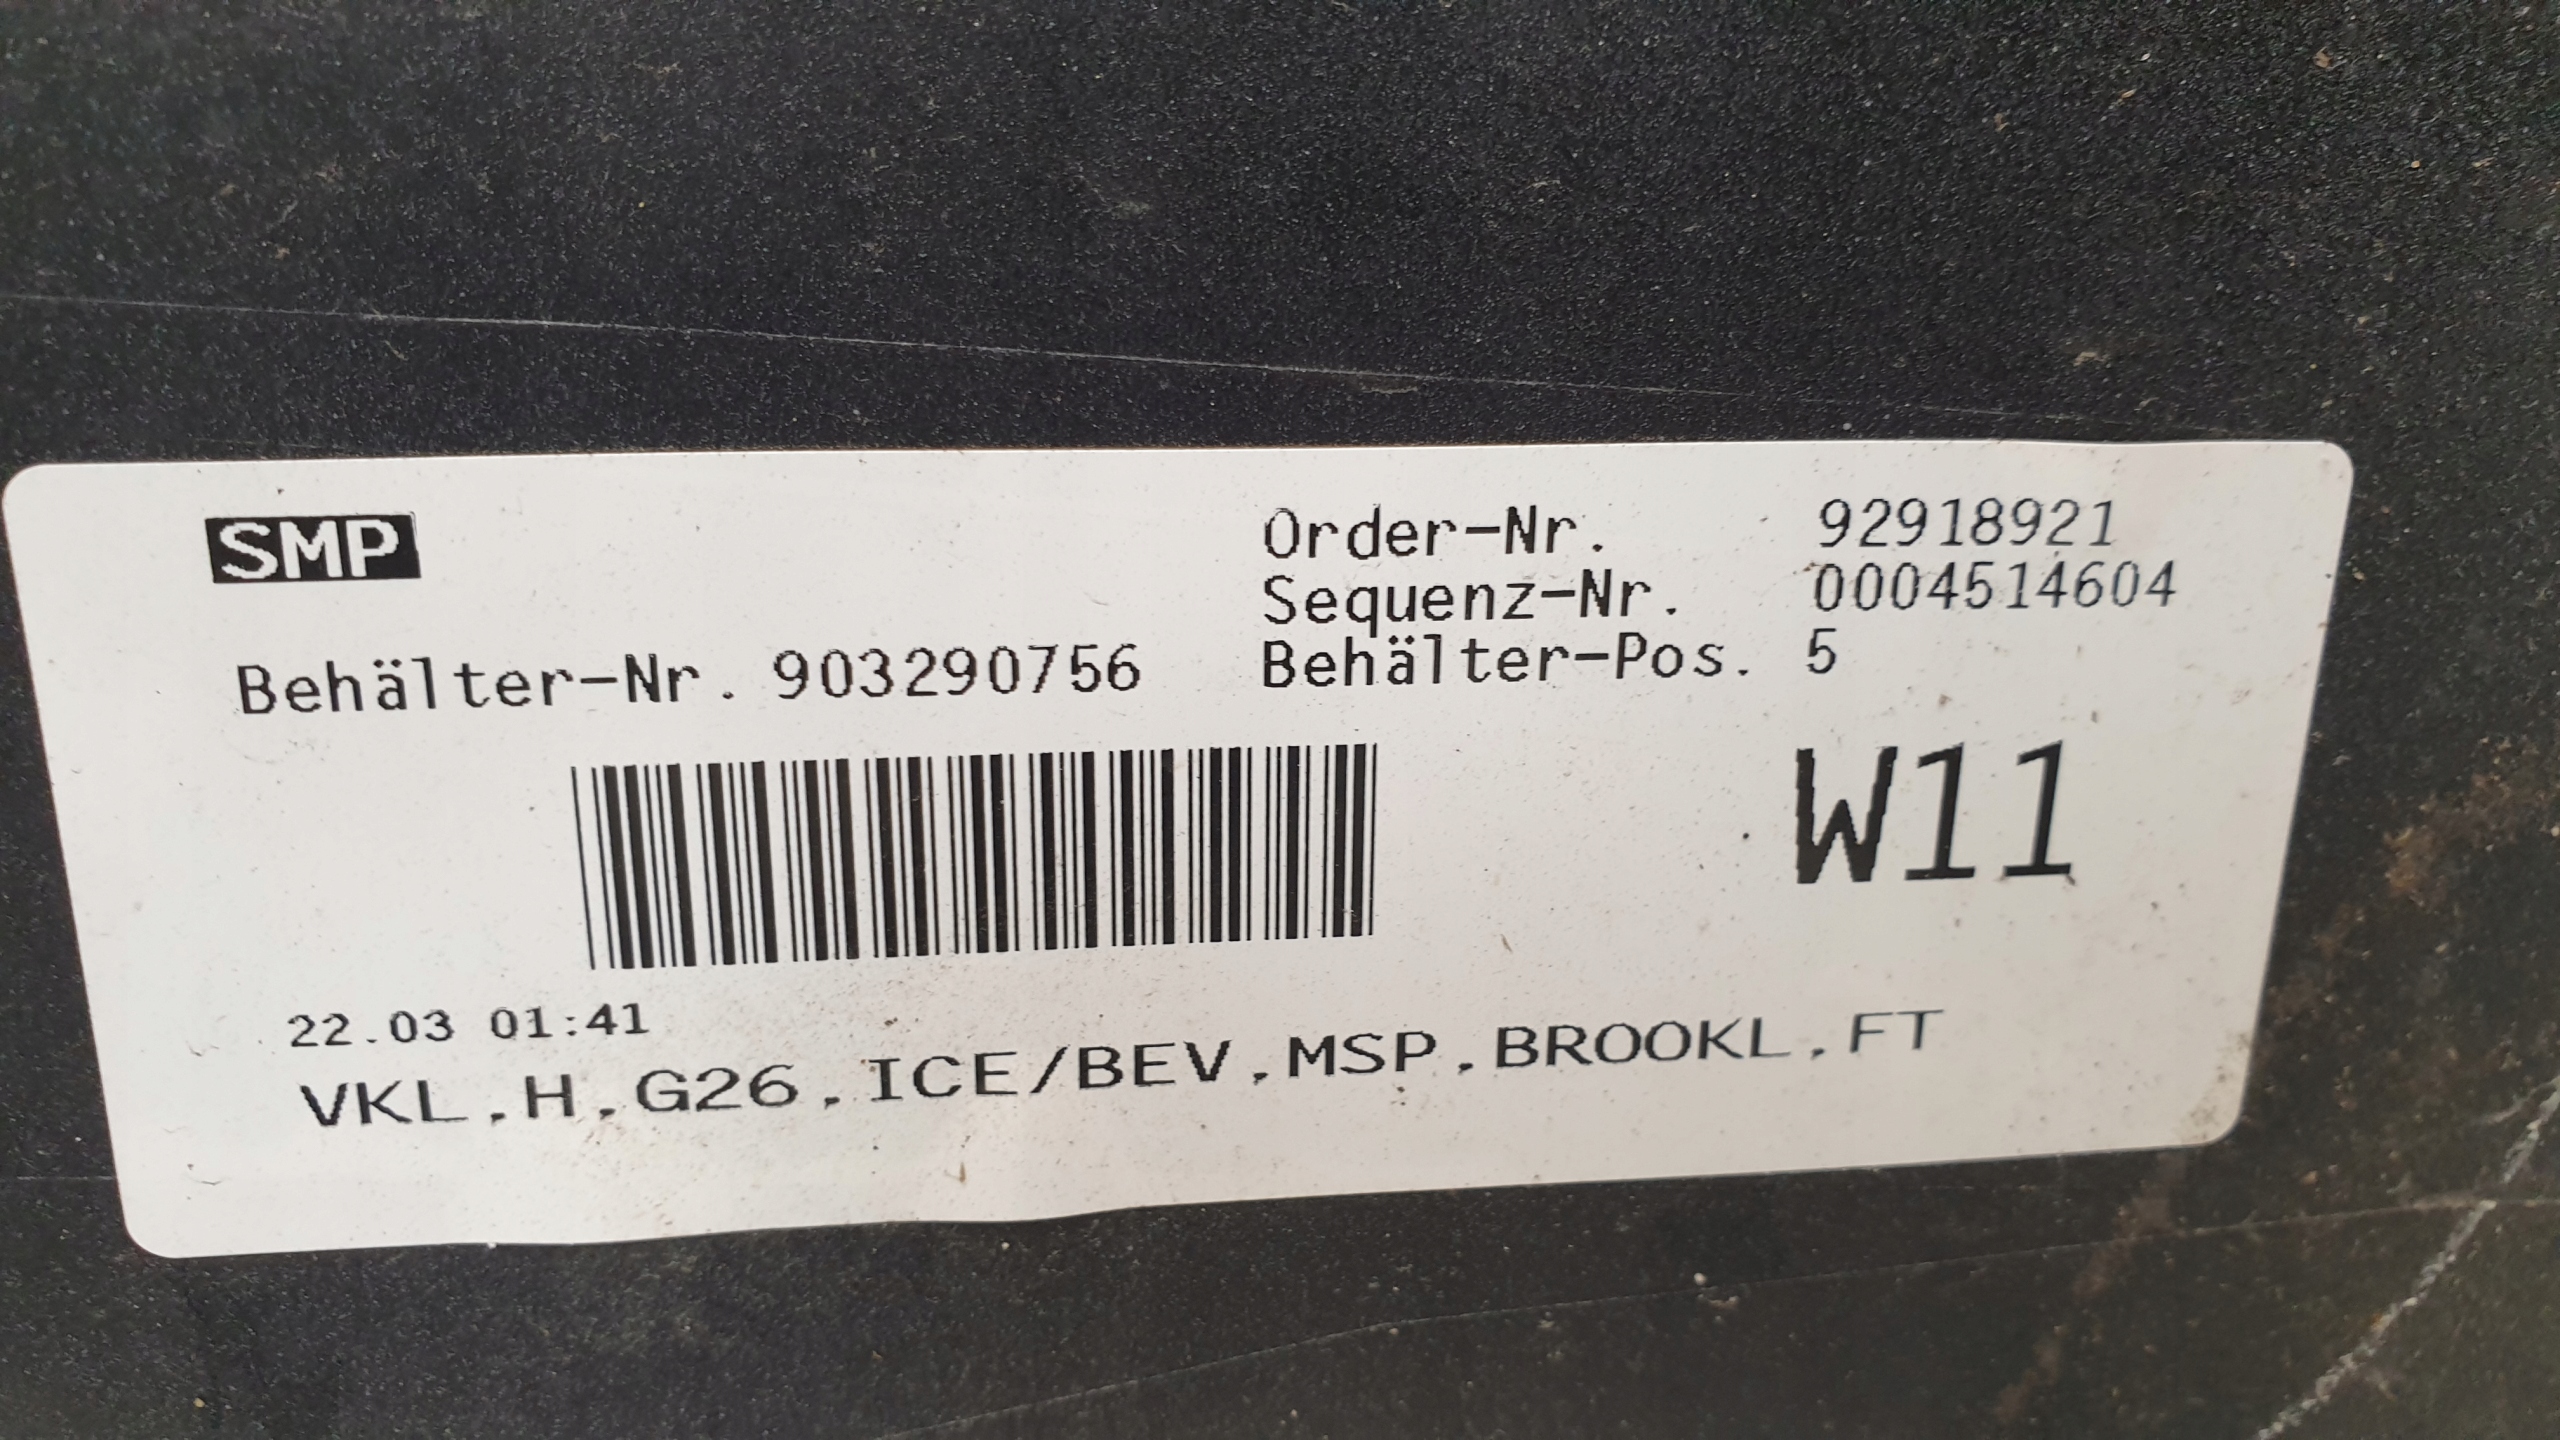 SMP
Order-Nr. 92918921
Sequenz-Nr. 0004514604
Behälter-Nr. 903290756
Behälter-Pos. 5
W11
22.03 01:41
VKL,H,G26,ICE/BEV,MSP,BROOKL,FT